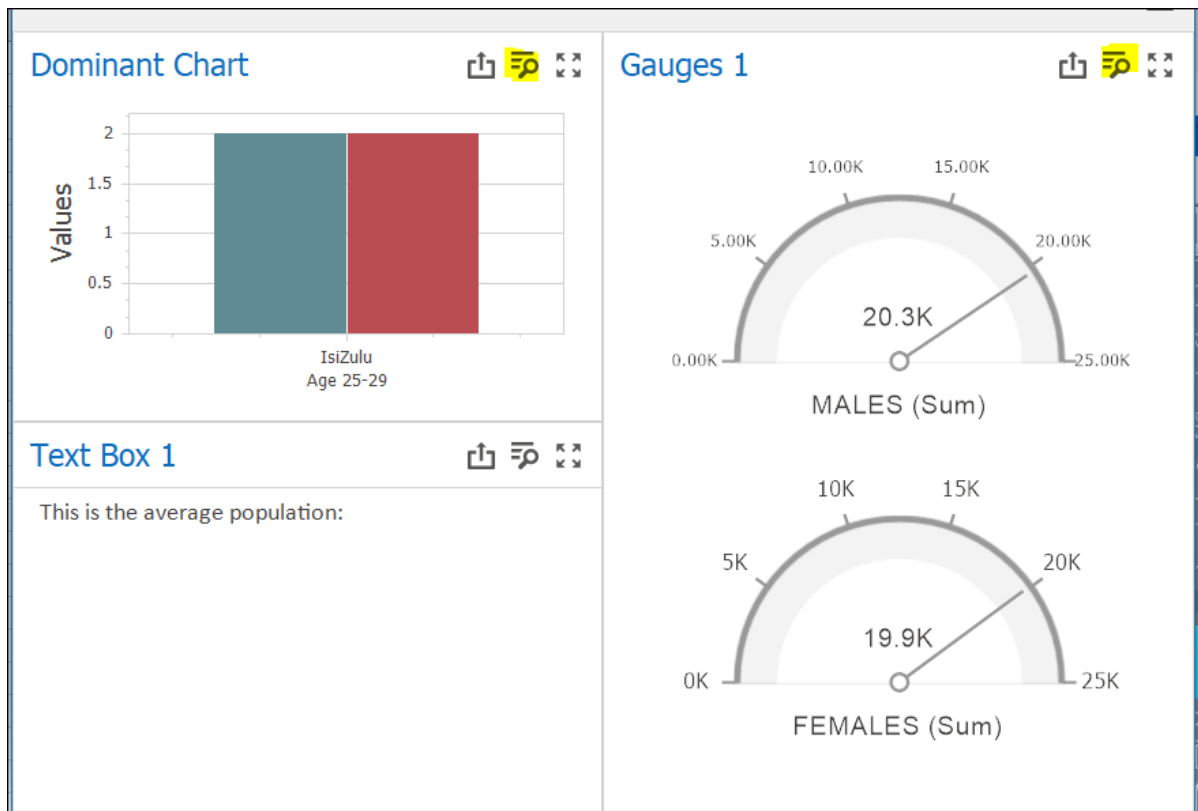 Dominant Chart
Values
2
1.5
1
0.5
0
IsiZulu
Age 25-29
Text Box 1
This is the average population:
Gauges 1
10.00K 15.00K
5.00K 20.00K
20.3K
0.00K 25.00K
MALES (Sum)
10K 15K
5K 20K
19.9K
0K 25K
FEMALES (Sum)